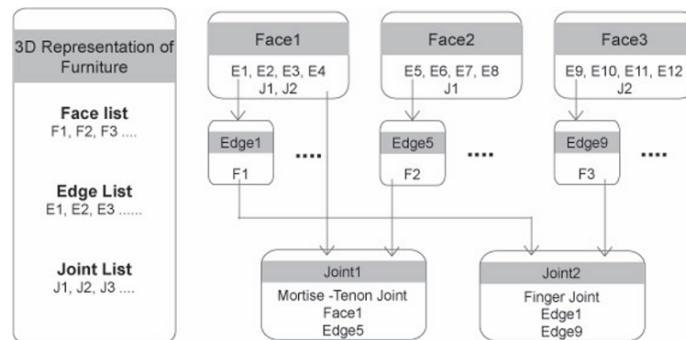 3D Representation of
Furniture
Face list
F1, F2, F3 ....
Edge List
E1, E2, E3 ......
Joint List
J1, J2, J3 ....
Face1
E1, E2, E3, E4
J1, J2
Face2
E5, E6, E7, E8
J1
Face3
E9, E10, E11, E12
J2
Edge1
F1
....
Edge5
F2
....
Edge9
F3
....
Joint1
Mortise -Tenon Joint
Face1
Edge5
Joint2
Finger Joint
Edge1
Edge9